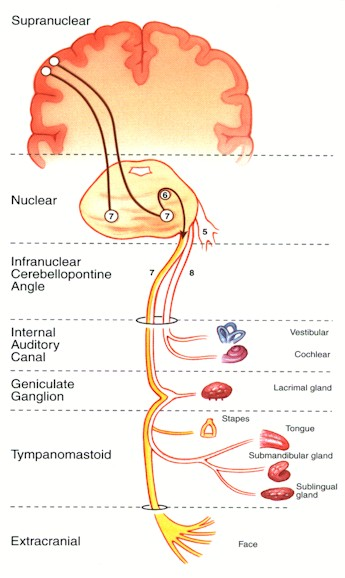 Supranuclear
Nuclear
6
7
7
5
Infranuclear
Cerebellopontine
Angle
7
8
Internal
Auditory
Canal
Vestibular
Cochlear
Geniculate
Ganglion
Lacrimal gland
Tympanomastoid
Stapes
Tongue
Submandibular gland
Sublingual
gland
Extracranial
Face